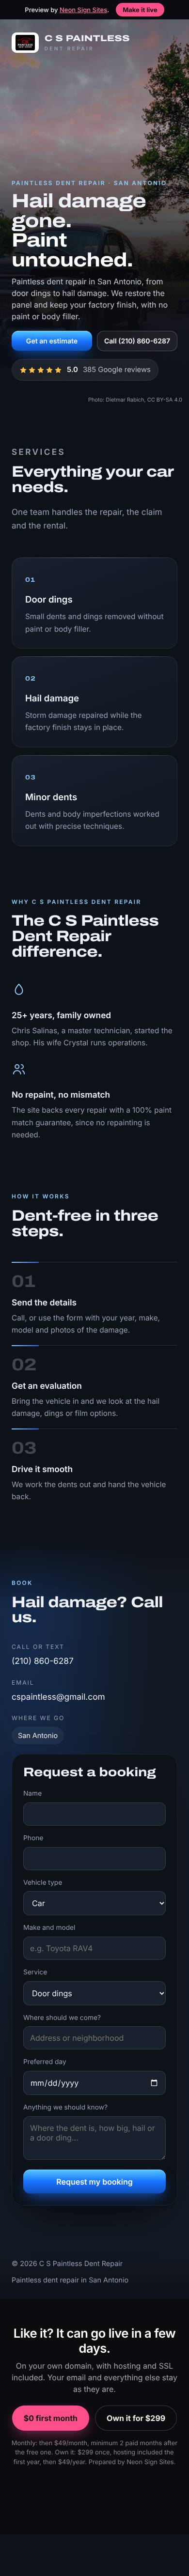 Preview by Neon Sign Sites. Make it live
C S PAINTLESS
DENT REPAIR
PAINTLESS DENT REPAIR · SAN ANTONIO
Hail damage
gone.
Paint
untouched.
Paintless dent repair in San Antonio, from
door dings to hail damage. We restore the
panel and keep your factory finish, with no
paint or body filler.
Get an estimate
Call (210) 860-6287
★★★★★ 5.0 385 Google reviews
Photo: Dietmar Rabich, CC BY-SA 4.0
SERVICES
Everything your car
needs.
One team handles the repair, the claim
and the rental.
01
Door dings
Small dents and dings removed without
paint or body filler.
02
Hail damage
Storm damage repaired while the
factory finish stays in place.
03
Minor dents
Dents and body imperfections worked
out with precise techniques.
WHY C S PAINTLESS DENT REPAIR
The C S Paintless
Dent Repair
difference.
25+ years, family owned
Chris Salinas, a master technician, started the
shop. His wife Crystal runs operations.
No repaint, no mismatch
The site backs every repair with a 100% paint
match guarantee, since no repainting is
needed.
HOW IT WORKS
Dent-free in three
steps.
01
Send the details
Call, or use the form with your year, make,
model and photos of the damage.
02
Get an evaluation
Bring the vehicle in and we look at the hail
damage, dings or film options.
03
Drive it smooth
We work the dents out and hand the vehicle
back.
BOOK
Hail damage? Call
us.
CALL OR TEXT
(210) 860-6287
EMAIL
cspaintless@gmail.com
WHERE WE GO
San Antonio
Request a booking
Name
Phone
Vehicle type
Car
Make and model
e.g. Toyota RAV4
Service
Door dings
Where should we come?
Address or neighborhood
Preferred day
mm/dd/yyyy
Anything we should know?
Where the dent is, how big, hail or
a door ding...
Request my booking
© 2026 C S Paintless Dent Repair
Paintless dent repair in San Antonio
Like it? It can go live in a few
days.
On your own domain, with hosting and SSL
included. Your email and everything else stay
as they are.
$0 first month
Own it for $299
Monthly: then $49/month, minimum 2 paid months after
the free one. Own it: $299 once, hosting included the
first year, then $49/year. Prepared by Neon Sign Sites.